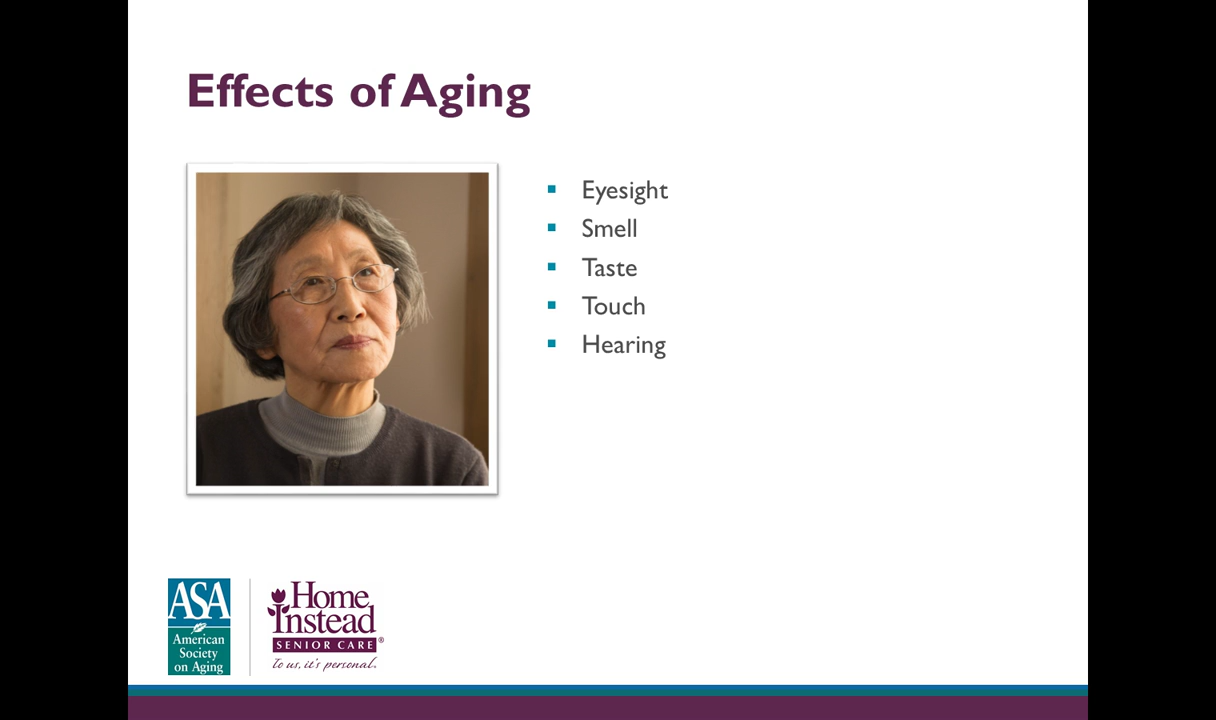 Effects of Aging
Eyesight
Smell
Taste
Touch
Hearing
ASA
American
Society
on Aging
Home
Instead
SENIOR CARE®
To us, it's personal.